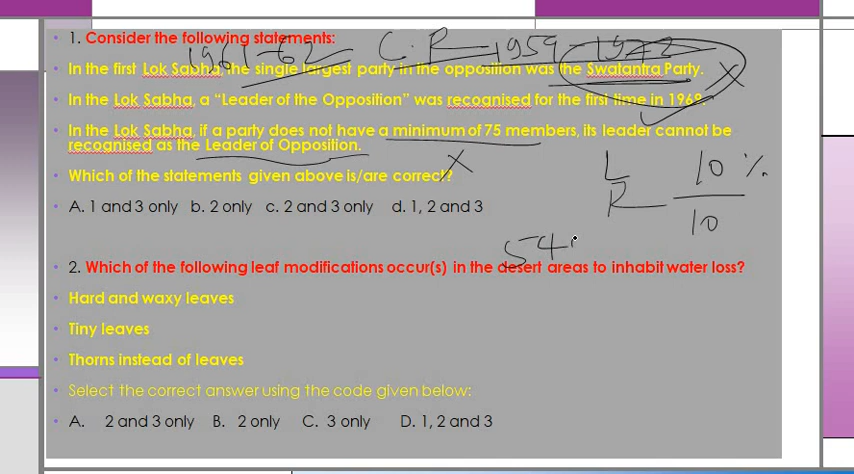 1. Consider the following statements:
1961-62 C.R 1959-1972
In the first Lok Sabha, the single largest party in the opposition was the Swatantra Party.
In the Lok Sabha, a “Leader of the Opposition” was recognised for the first time in 1969.
In the Lok Sabha, if a party does not have a minimum of 75 members, its leader cannot be
recognised as the Leader of Opposition.
L 10 %
Which of the statements given above is/are correct?
R 10
A. 1 and 3 only b. 2 only c. 2 and 3 only d. 1, 2 and 3
54
2. Which of the following leaf modifications occur(s) in the desert areas to inhabit water loss?
Hard and waxy leaves
Tiny leaves
Thorns instead of leaves
Select the correct answer using the code given below:
A. 2 and 3 only B. 2 only C. 3 only D. 1, 2 and 3